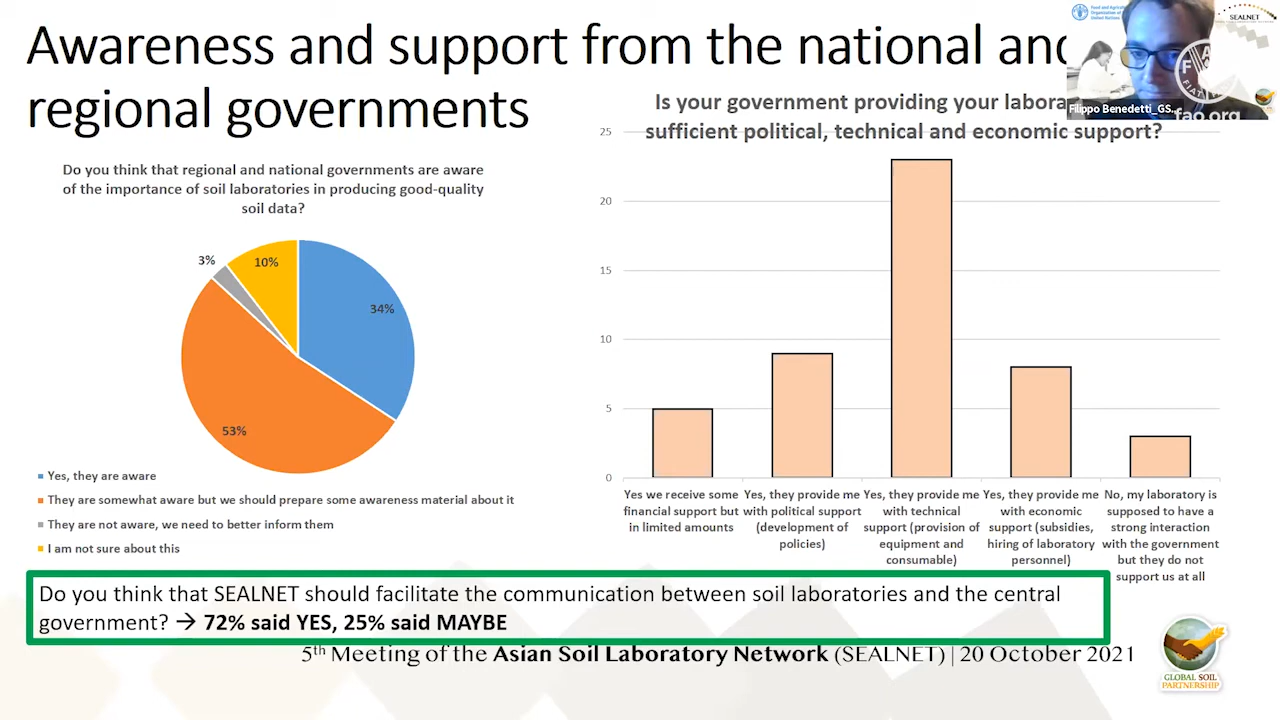 Awareness and support from the national and
regional governments
Food and Agriculture
Organization of the
United Nations
SEALNET
Filippo Benedetti_GS...
FIAT
fao.org
Do you think that regional and national governments are aware
of the importance of soil laboratories in producing good-quality
soil data?
3%
10%
34%
53%
Yes, they are aware
They are somewhat aware but we should prepare some awareness material about it
They are not aware, we need to better inform them
I am not sure about this
Is your government providing your
sufficient political, technical and economic support?
25
20
15
10
5
0
Yes we receive some
financial support but
in limited amounts
Yes, they provide me
with political support
(development of
policies)
Yes, they provide me
with technical
support (provision of
equipment and
consumable)
Yes, they provide me
with economic
support (subsidies,
hiring of laboratory
personnel)
No, my laboratory is
supposed to have a
strong interaction
with the government
but they do not
support us at all
Do you think that SEALNET should facilitate the communication between soil laboratories and the central
government? → 72% said YES, 25% said MAYBE
5th Meeting of the Asian Soil Laboratory Network (SEALNET) | 20 October 2021
GLOBAL SOIL
PARTNERSHIP